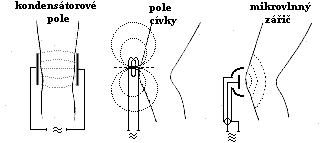 kondensátorové
pole
pole
cívky
mikrovlnný
zářič